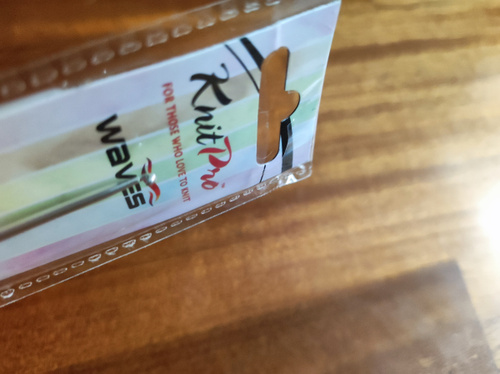 KnitPro
FOR THOSE WHO LOVE TO KNIT
WAVES